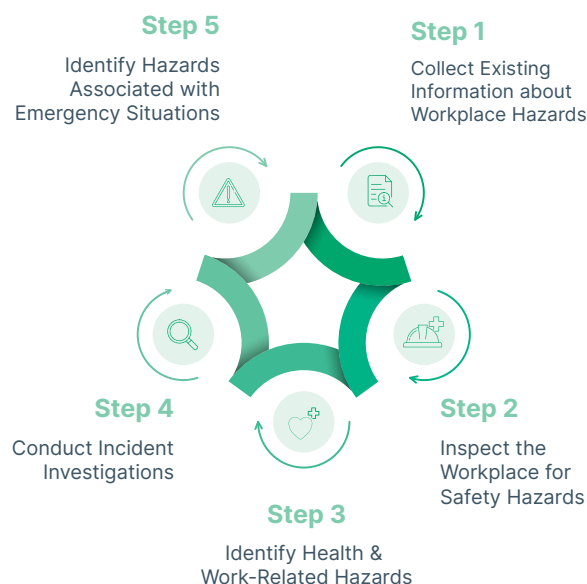 Step 1
Collect Existing
Information about
Workplace Hazards
Step 2
Inspect the
Workplace for
Safety Hazards
Step 3
Identify Health &
Work-Related Hazards
Step 4
Conduct Incident
Investigations
Step 5
Identify Hazards
Associated with
Emergency Situations